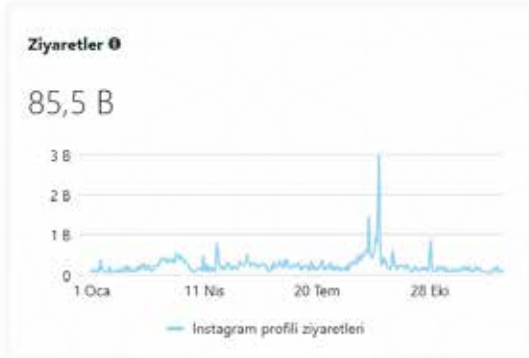 Ziyaretler
85,5 B
3 B
2 B
1 B
0
1 Oca 11 Nis 20 Tem 28 Eki
Instagram profili ziyaretleri